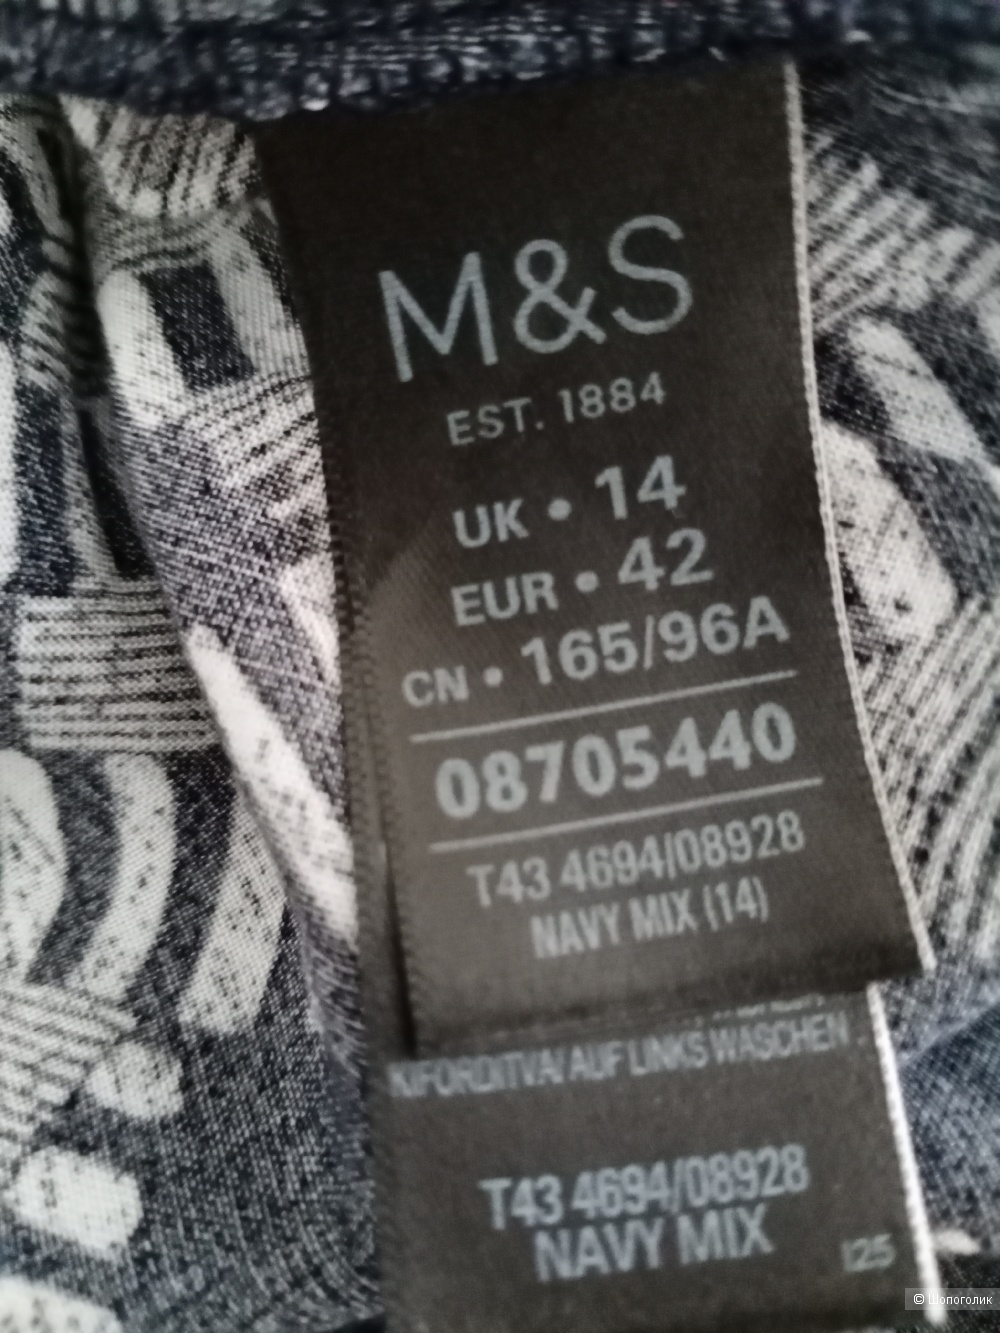 M&S
EST. 1884
UK • 14
EUR • 42
CN • 165/96A
08705440
T43 4694/08928
NAVY MIX (14)
KIFORDITVA/AUF LINKS WASCHEN
T43 4694/08928
NAVY MIX
125
© Шопоголик